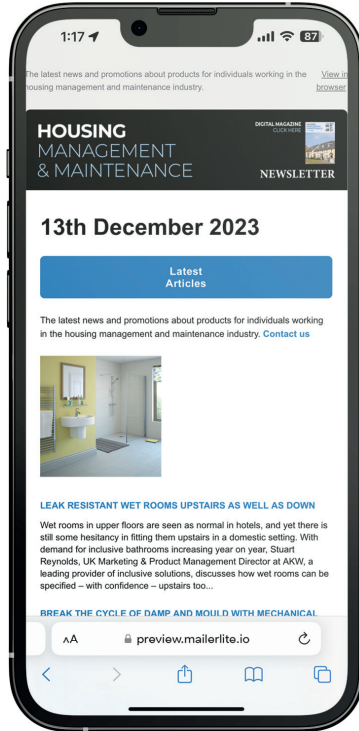 1:17
87
The latest news and promotions about products for individuals working in the View in
housing management and maintenance industry. browser
HOUSING
MANAGEMENT
& MAINTENANCE
DIGITAL MAGAZINE
CLICK HERE
NEWSLETTER
13th December 2023
Latest
Articles
The latest news and promotions about products for individuals working
in the housing management and maintenance industry. Contact us
LEAK RESISTANT WET ROOMS UPSTAIRS AS WELL AS DOWN
Wet rooms in upper floors are seen as normal in hotels, and yet there is
still some hesitancy in fitting them upstairs in a domestic setting. With
demand for inclusive bathrooms increasing year on year, Stuart
Reynolds, UK Marketing & Product Management Director at AKW, a
leading provider of inclusive solutions, discusses how wet rooms can be
specified – with confidence – upstairs too...
BREAK THE CYCLE OF DAMP AND MOULD WITH MECHANICAL
AA
preview.mailerlite.io